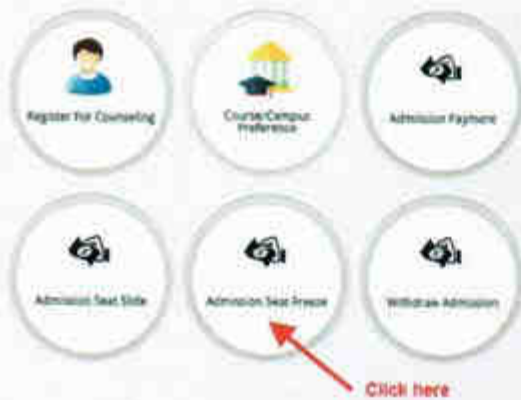 Register For Counseling
Course/Campus
Preference
Admission Payment
Admission Seat Slide
Admission Seat Freeze
Withdraw Admission
Click here